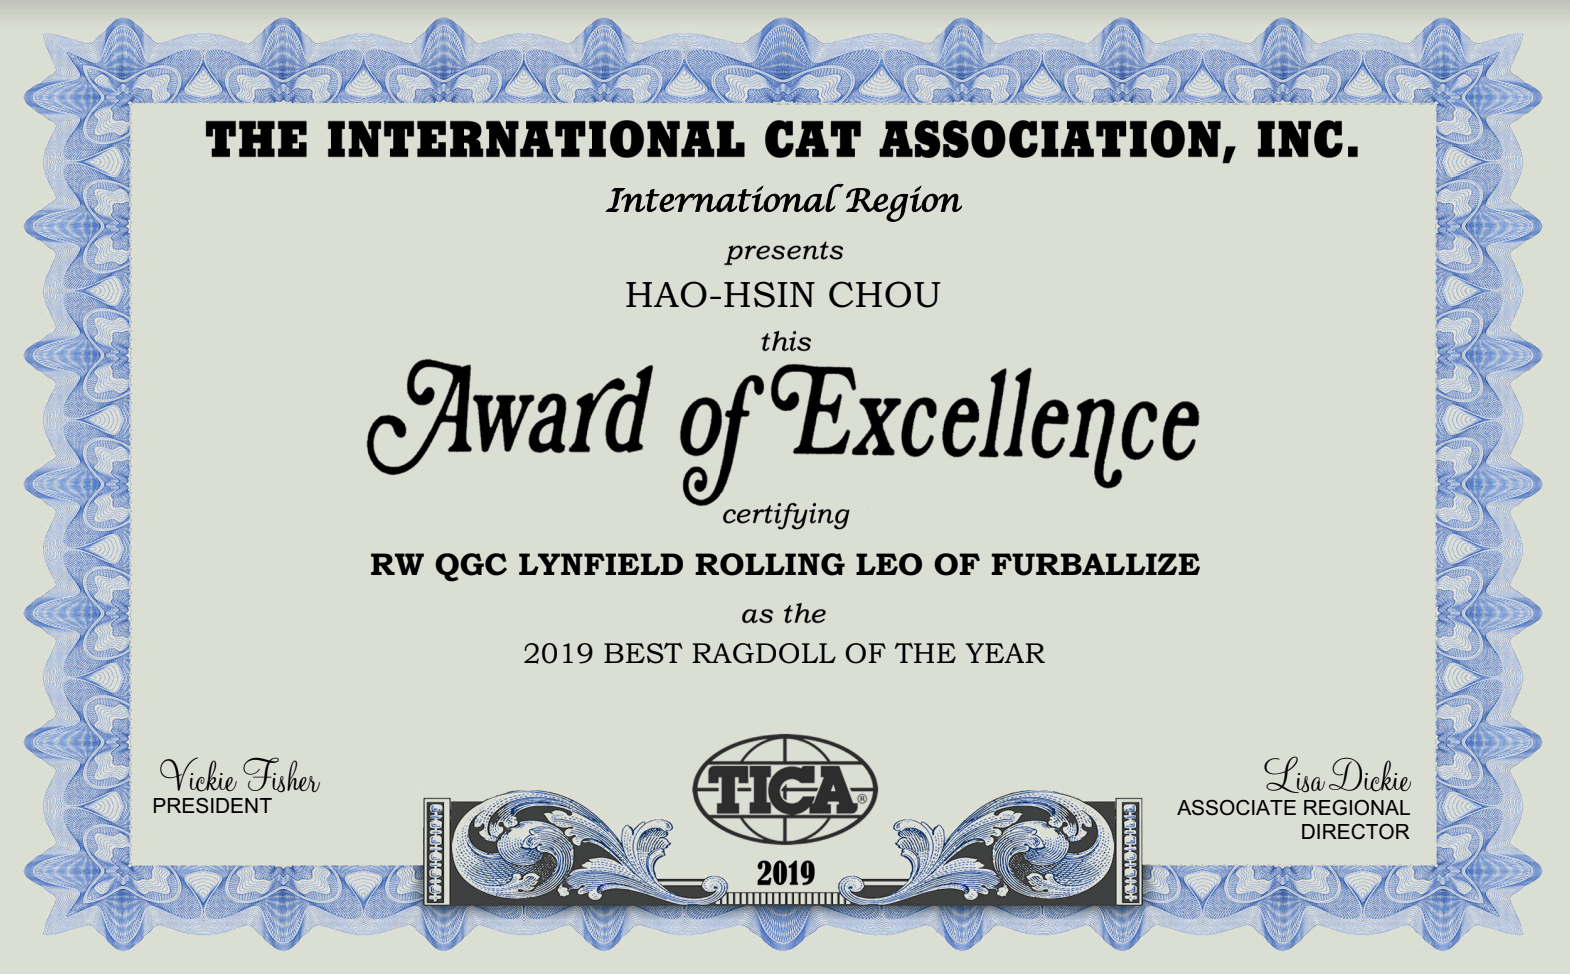 THE INTERNATIONAL CAT ASSOCIATION, INC.
International Region
presents
HAO-HSIN CHOU
this
Award of Excellence
certifying
RW QGC LYNFIELD ROLLING LEO OF FURBALLIZE
as the
2019 BEST RAGDOLL OF THE YEAR
Vickie Fisher
PRESIDENT
TICA®
2019
Lisa Dickie
ASSOCIATE REGIONAL
DIRECTOR